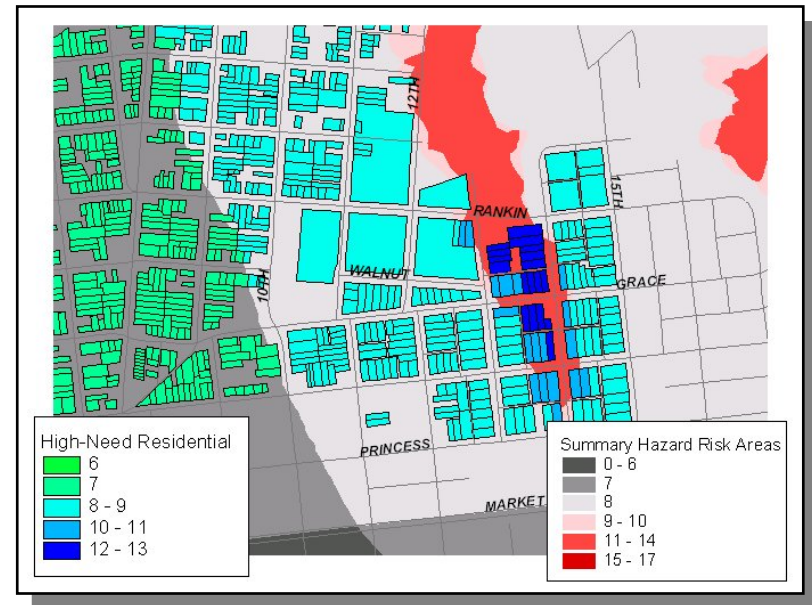 12TH
15TH
RANKIN
WALNUT
10TH
GRACE
PRINCESS
MARKET
High-Need Residential
6
7
8 - 9
10 - 11
12 - 13
Summary Hazard Risk Areas
0 - 6
7
8
9 - 10
11 - 14
15 - 17